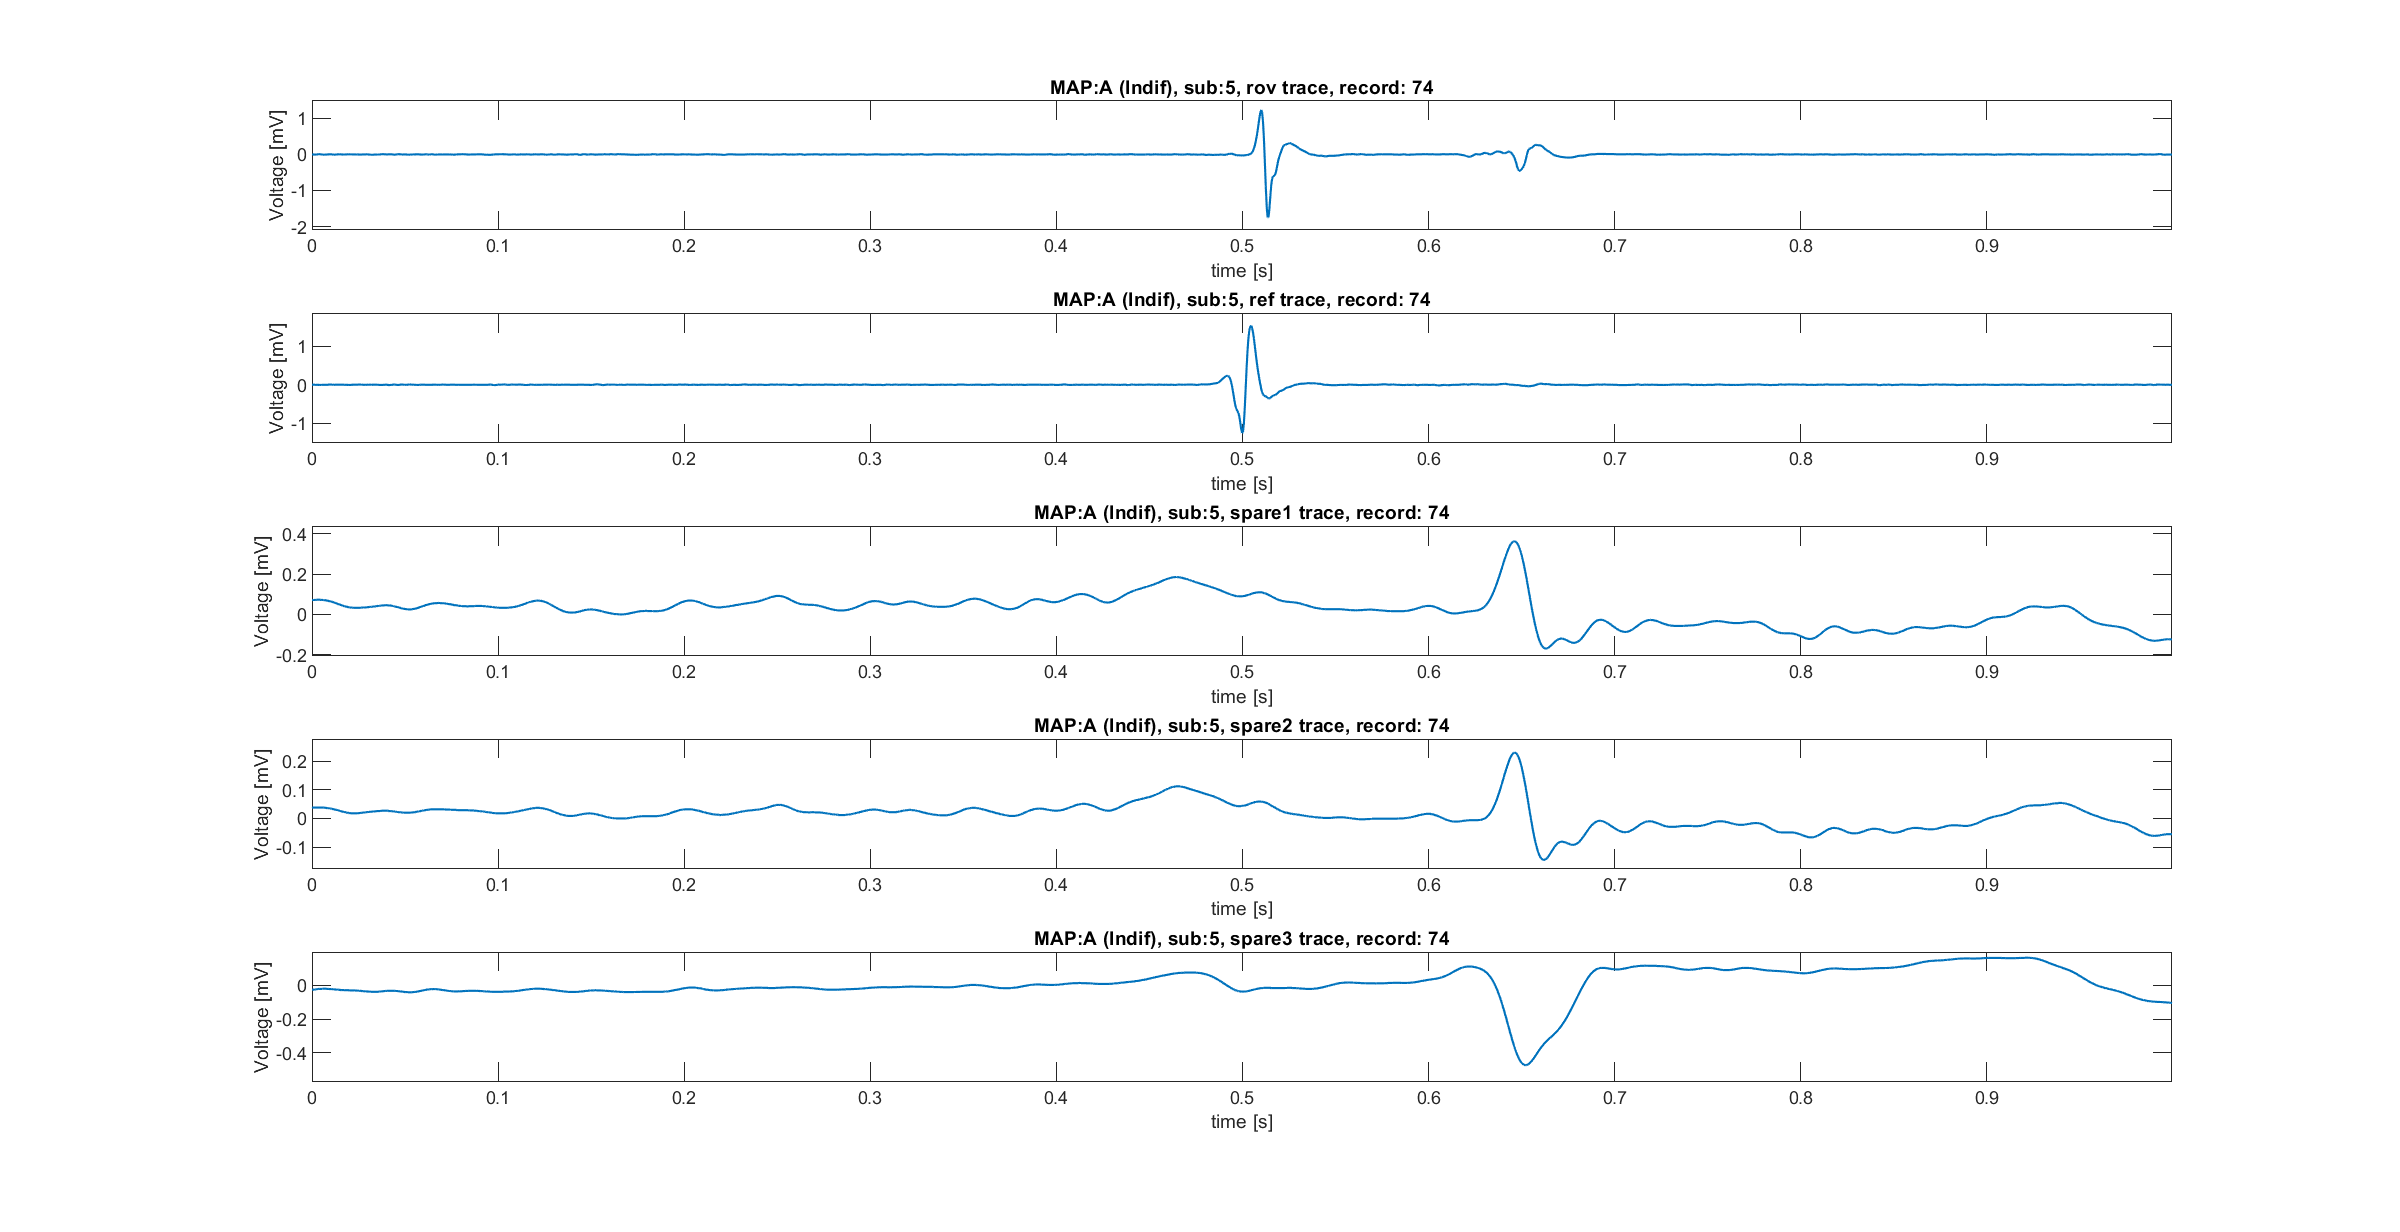 MAP:A (Indif), sub:5, rov trace, record: 74
Voltage [mV]
1
0
-1
-2
0 0.1 0.2 0.3 0.4 0.5 0.6 0.7 0.8 0.9
time [s]
MAP:A (Indif), sub:5, ref trace, record: 74
Voltage [mV]
1
0
-1
0 0.1 0.2 0.3 0.4 0.5 0.6 0.7 0.8 0.9
time [s]
MAP:A (Indif), sub:5, spare1 trace, record: 74
Voltage [mV]
0.4
0.2
0
-0.2
0 0.1 0.2 0.3 0.4 0.5 0.6 0.7 0.8 0.9
time [s]
MAP:A (Indif), sub:5, spare2 trace, record: 74
Voltage [mV]
0.2
0.1
0
-0.1
0 0.1 0.2 0.3 0.4 0.5 0.6 0.7 0.8 0.9
time [s]
MAP:A (Indif), sub:5, spare3 trace, record: 74
Voltage [mV]
0
-0.2
-0.4
0 0.1 0.2 0.3 0.4 0.5 0.6 0.7 0.8 0.9
time [s]